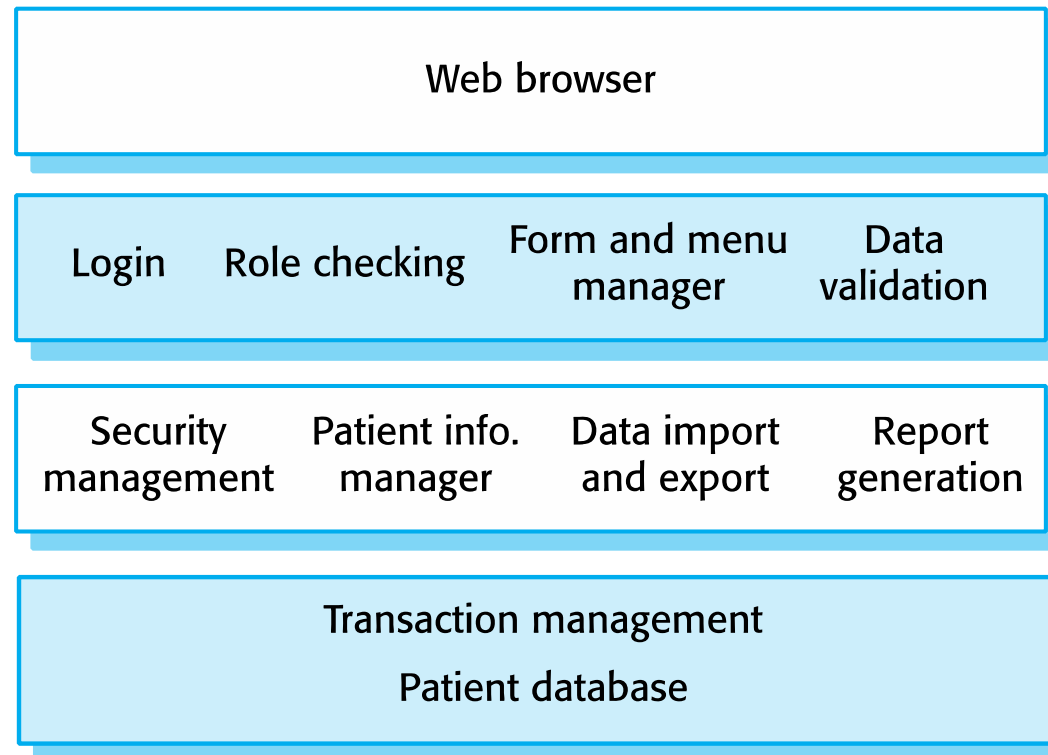 Web browser
Login
Role checking
Form and menu
manager
Data
validation
Security
management
Patient info.
manager
Data import
and export
Report
generation
Transaction management
Patient database